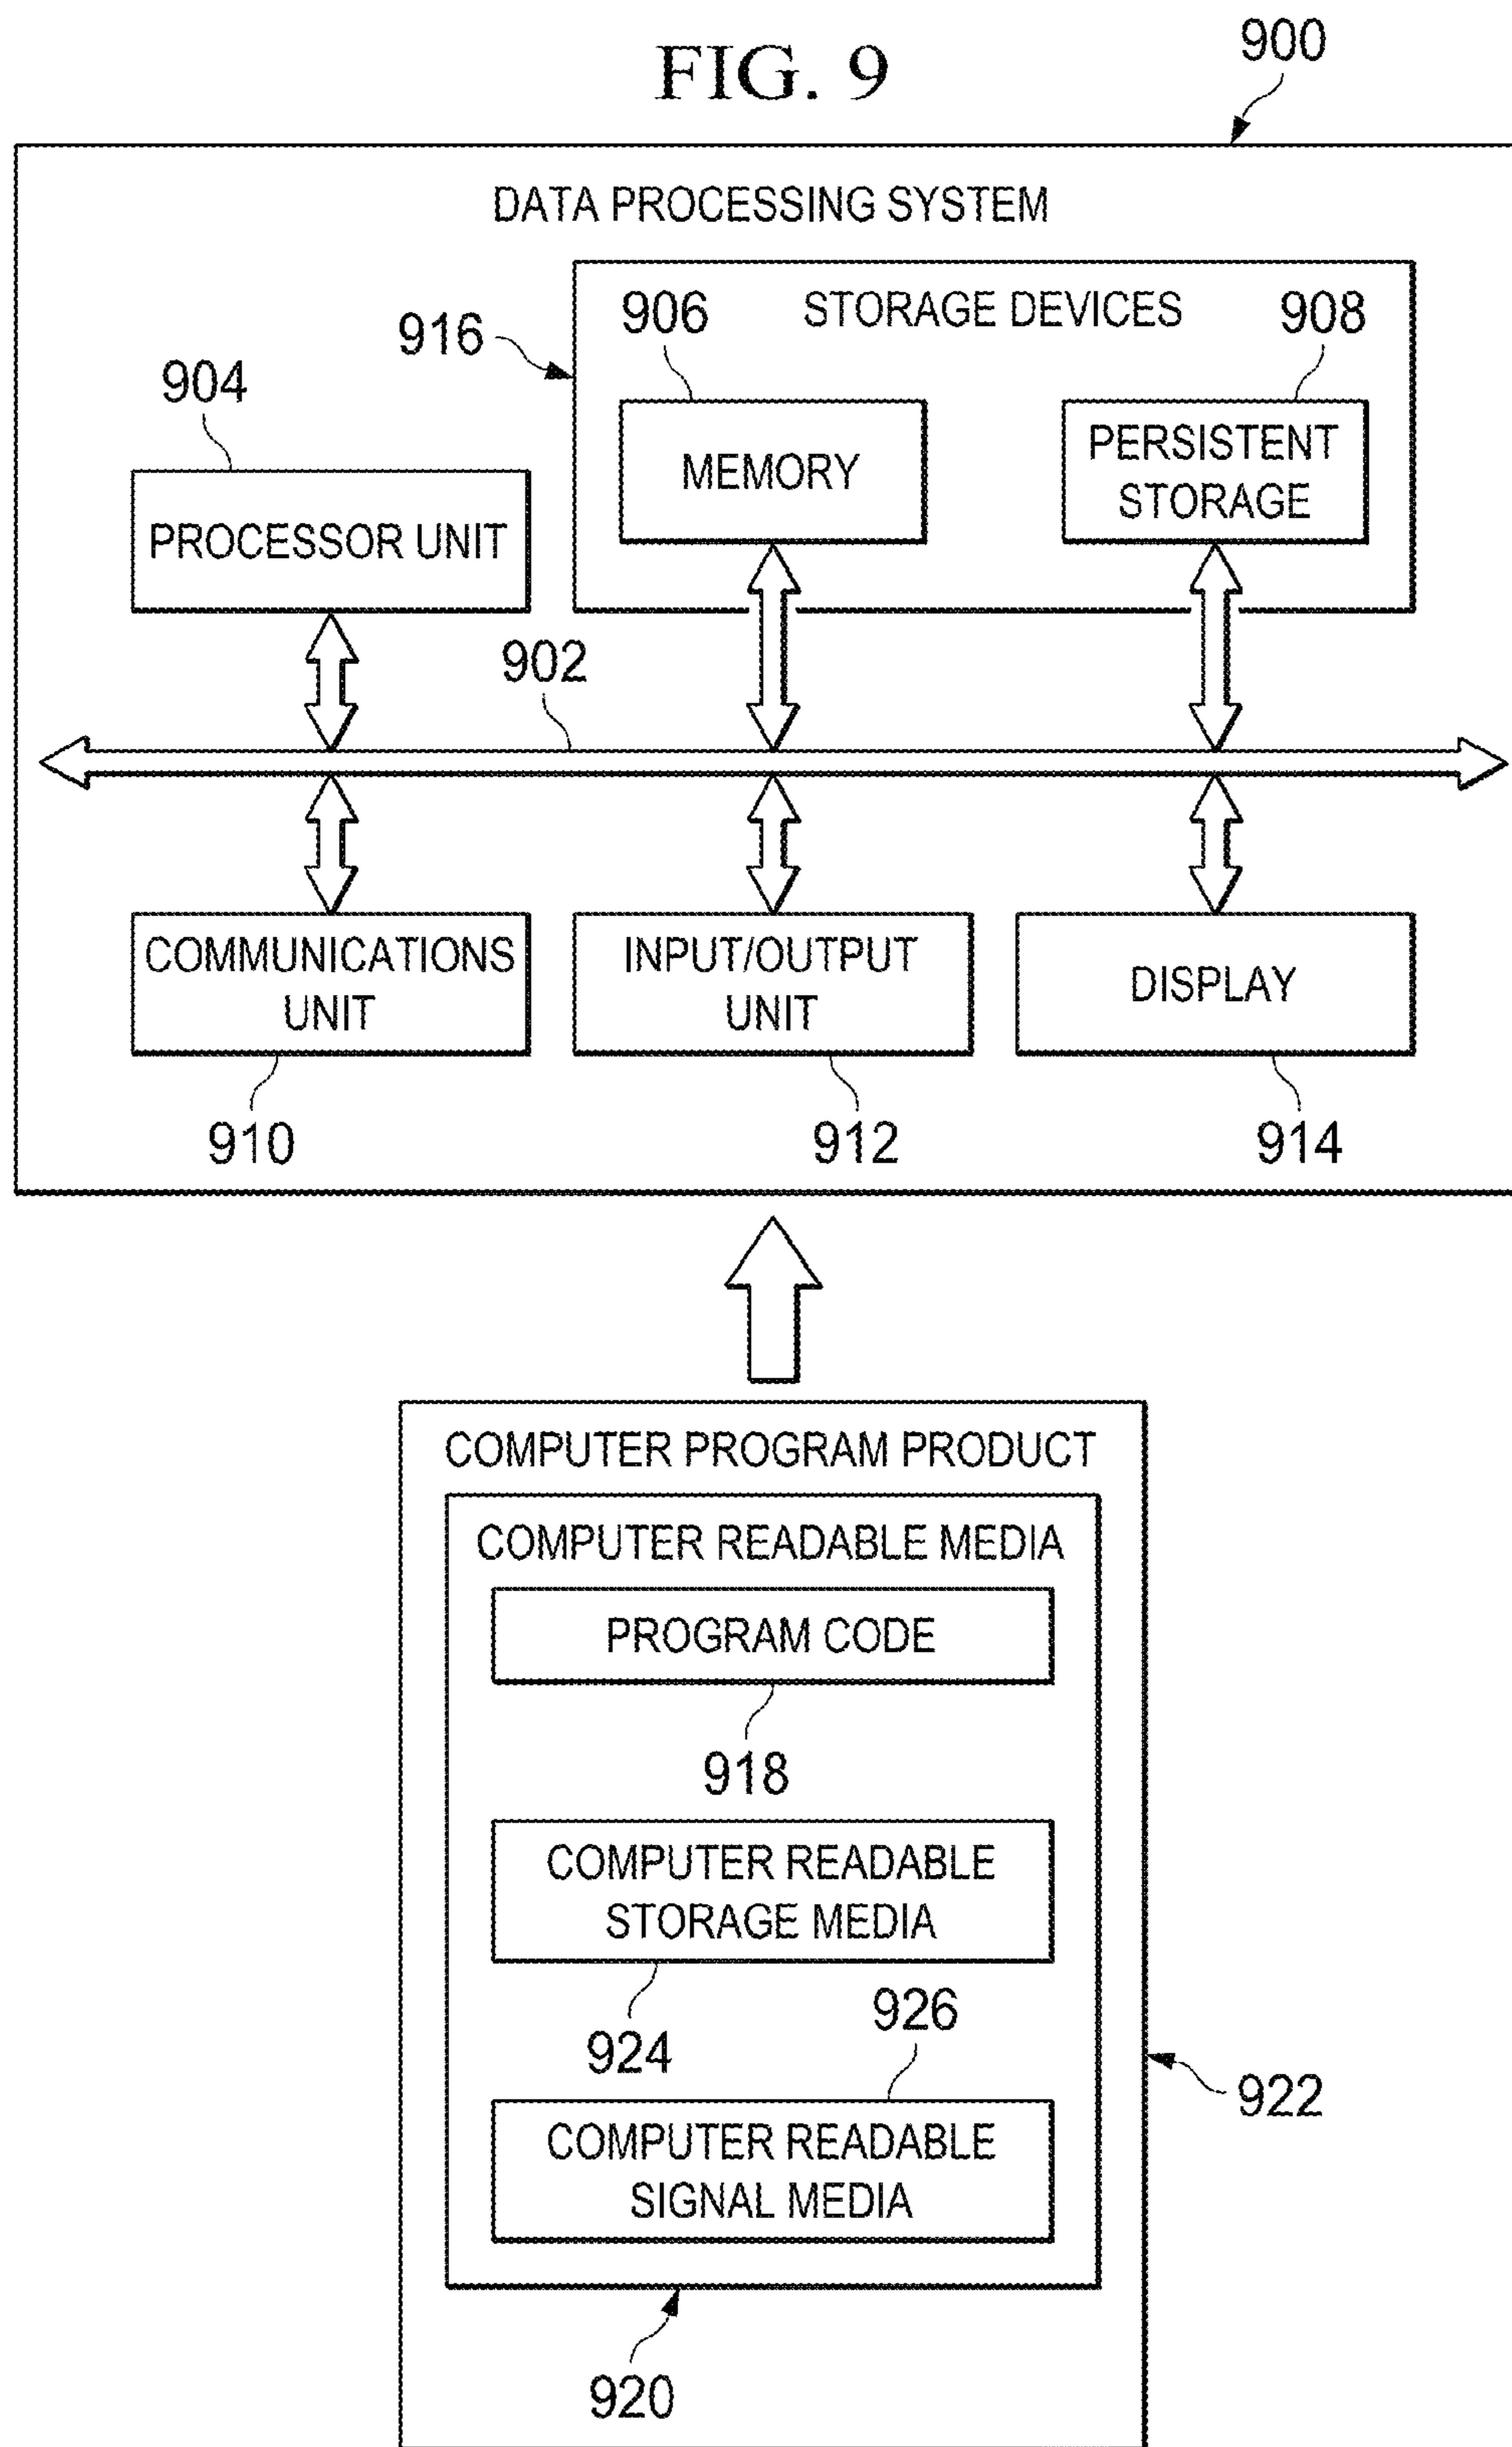 FIG. 9
900
DATA PROCESSING SYSTEM
916
906
STORAGE DEVICES
908
904
MEMORY
PERSISTENT
STORAGE
PROCESSOR UNIT
902
COMMUNICATIONS
UNIT
INPUT/OUTPUT
UNIT
DISPLAY
910
912
914
COMPUTER PROGRAM PRODUCT
COMPUTER READABLE MEDIA
PROGRAM CODE
918
COMPUTER READABLE
STORAGE MEDIA
924
926
COMPUTER READABLE
SIGNAL MEDIA
922
920